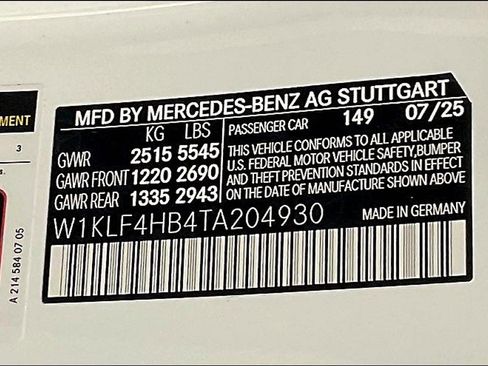 MENT
3
A 214 584 07 05
MFD BY MERCEDES-BENZ AG STUTTGART
KG LBS PASSENGER CAR 149 07/25
GVWR 2515 5545
GAWR FRONT 1220 2690
GAWR REAR 1335 2943
THIS VEHICLE CONFORMS TO ALL APPLICABLE
U.S. FEDERAL MOTOR VEHICLE SAFETY,BUMPER
AND THEFT PREVENTION STANDARDS IN EFFECT
ON THE DATE OF MANUFACTURE SHOWN ABOVE
W1KLF4HB4TA204930 MADE IN GERMANY